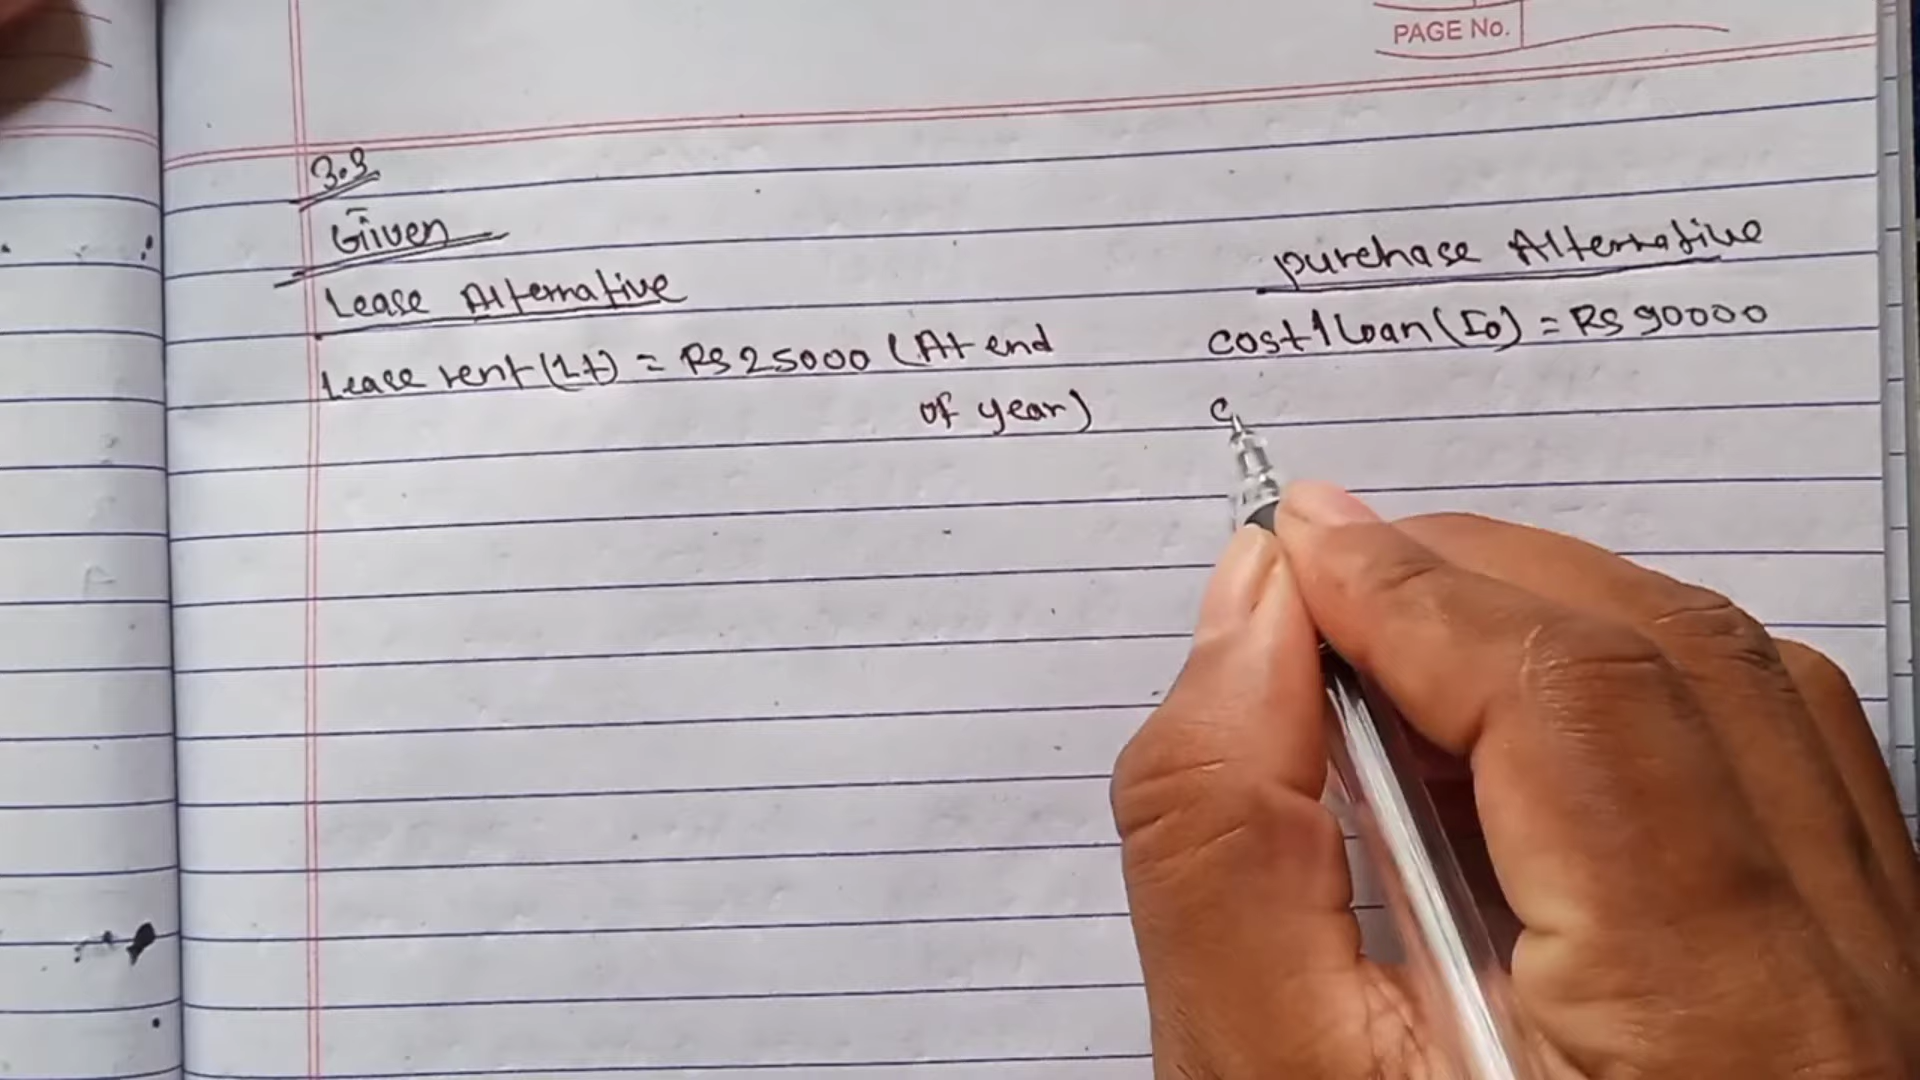 PAGE No.
3.3
Given
Lease Alternative
purchase Alternative
Lease rent (Lt) = RS 25000 (At end
of year)
cost/Loan (I0) = RS 90000